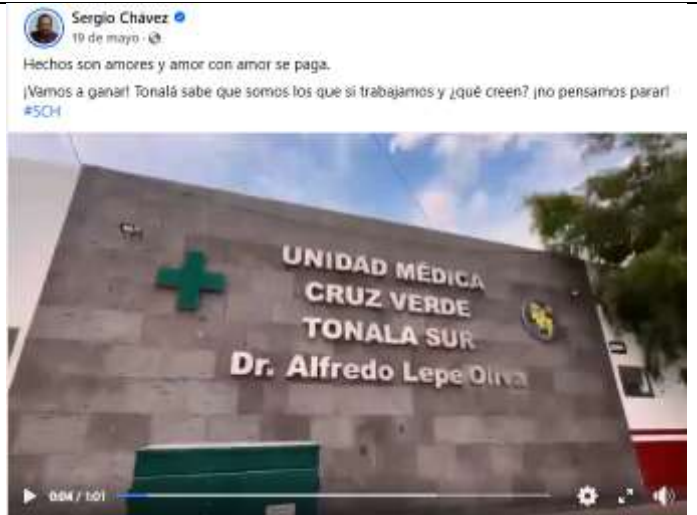 Sergio Chávez
19 de mayo
Hechos son amores y amor con amor se paga.
¡Vamos a ganar! Tonalá sabe que somos los que si trabajamos y ¿qué creen? ¡no pensamos parar!
#SCH
UNIDAD MÉDICA
CRUZ VERDE
TONALA SUR
Dr. Alfredo Lepe Oliva
0:04 / 1:01